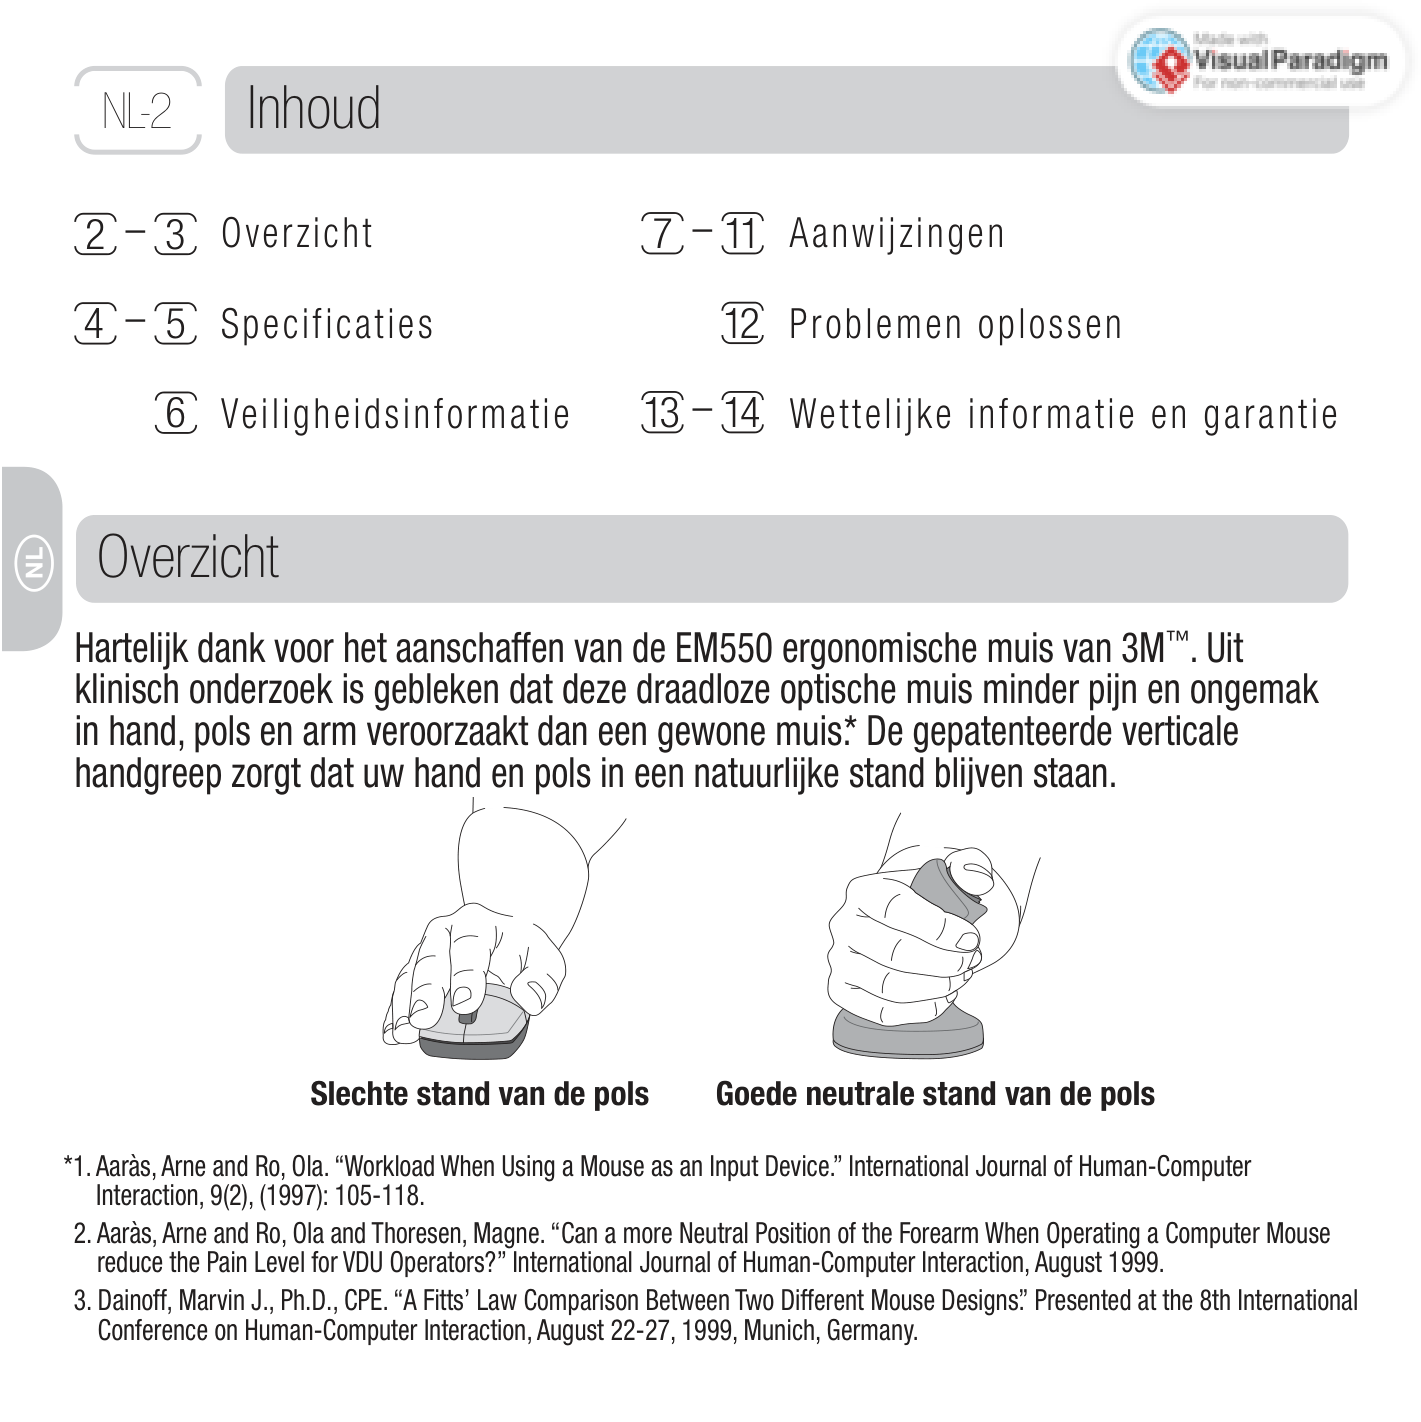 Made with
Visual Paradigm
For non-commercial use
NL-2
Inhoud
2 – 3 Overzicht
7 – 11 Aanwijzingen
4 – 5 Specificaties
12 Problemen oplossen
6 Veiligheidsinformatie
13 – 14 Wettelijke informatie en garantie
NL
Overzicht
Hartelijk dank voor het aanschaffen van de EM550 ergonomische muis van 3M™. Uit
klinisch onderzoek is gebleken dat deze draadloze optische muis minder pijn en ongemak
in hand, pols en arm veroorzaakt dan een gewone muis.* De gepatenteerde verticale
handgreep zorgt dat uw hand en pols in een natuurlijke stand blijven staan.
Slechte stand van de pols
Goede neutrale stand van de pols
*1. Aaràs, Arne and Ro, Ola. “Workload When Using a Mouse as an Input Device.” International Journal of Human-Computer
Interaction, 9(2), (1997): 105-118.
2. Aaràs, Arne and Ro, Ola and Thoresen, Magne. “Can a more Neutral Position of the Forearm When Operating a Computer Mouse
reduce the Pain Level for VDU Operators?” International Journal of Human-Computer Interaction, August 1999.
3. Dainoff, Marvin J., Ph.D., CPE. “A Fitts’ Law Comparison Between Two Different Mouse Designs.” Presented at the 8th International
Conference on Human-Computer Interaction, August 22-27, 1999, Munich, Germany.